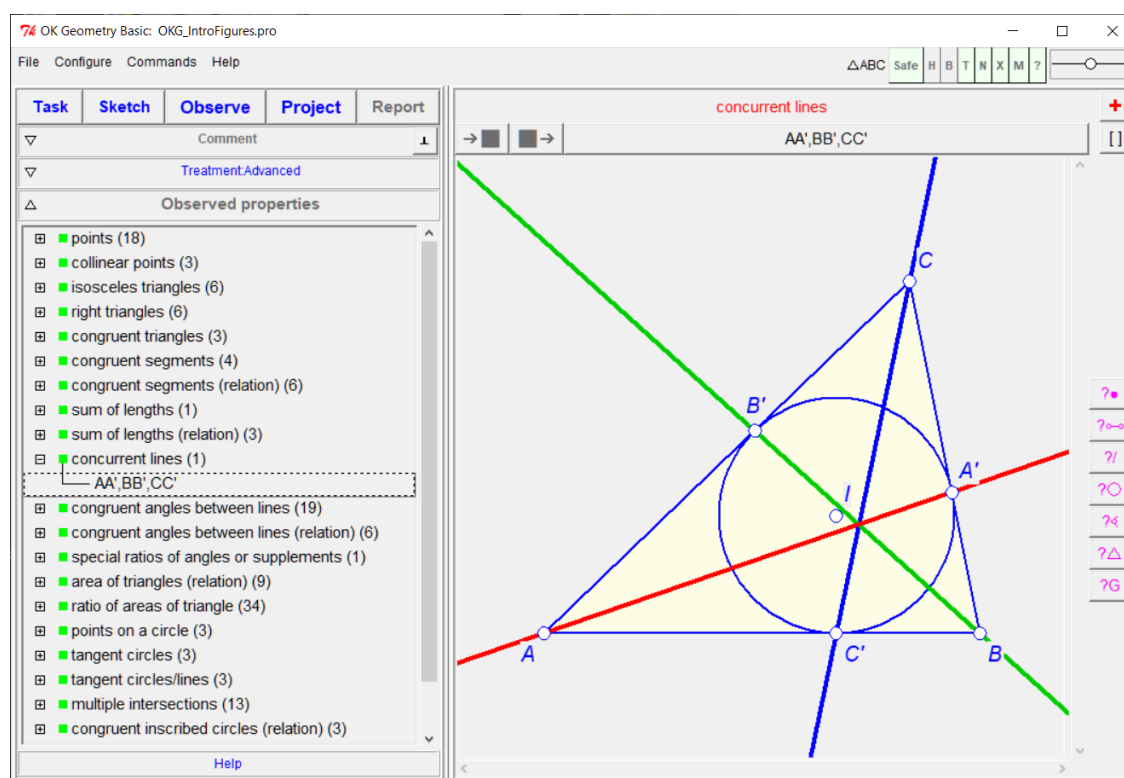 OK Geometry Basic: OKG_IntroFigures.pro
File Configure Commands Help
△ABC Safe H B T N X M ?
Task Sketch Observe Project Report
Comment
Treatment:Advanced
Observed properties
points (18)
collinear points (3)
isosceles triangles (6)
right triangles (6)
congruent triangles (3)
congruent segments (4)
congruent segments (relation) (6)
sum of lengths (1)
sum of lengths (relation) (3)
concurrent lines (1)
AA',BB',CC'
congruent angles between lines (19)
congruent angles between lines (relation) (6)
special ratios of angles or supplements (1)
area of triangles (relation) (9)
ratio of areas of triangle (34)
points on a circle (3)
tangent circles (3)
tangent circles/lines (3)
multiple intersections (13)
congruent inscribed circles (relation) (3)
Help
concurrent lines
+
AA',BB',CC'
[ ]
C
B'
A'
I
A
C'
B
?●
?o-o
?/
?○
?∢
?△
?G